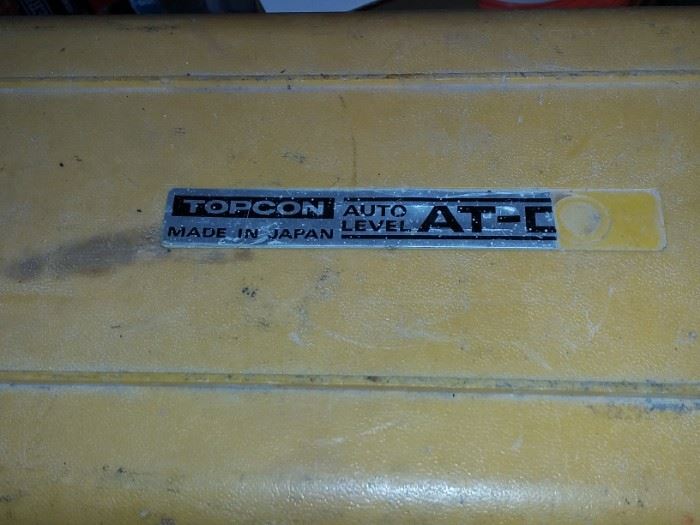 TOPCON
MADE IN JAPAN
AUTO
LEVEL
AT-